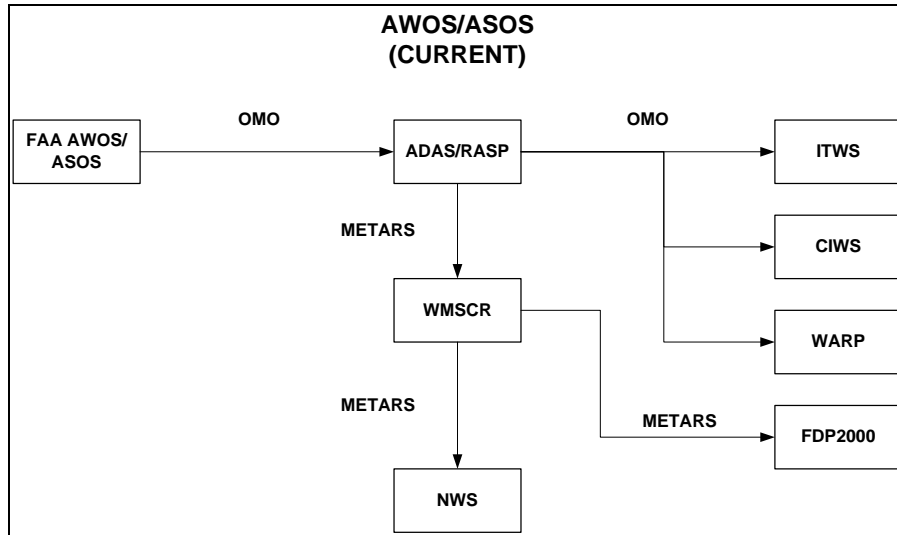 AWOS/ASOS
(CURRENT)
OMO
OMO
FAA AWOS/
ASOS
ADAS/RASP
ITWS
METARS
CIWS
WMSCR
WARP
METARS
METARS
FDP2000
NWS